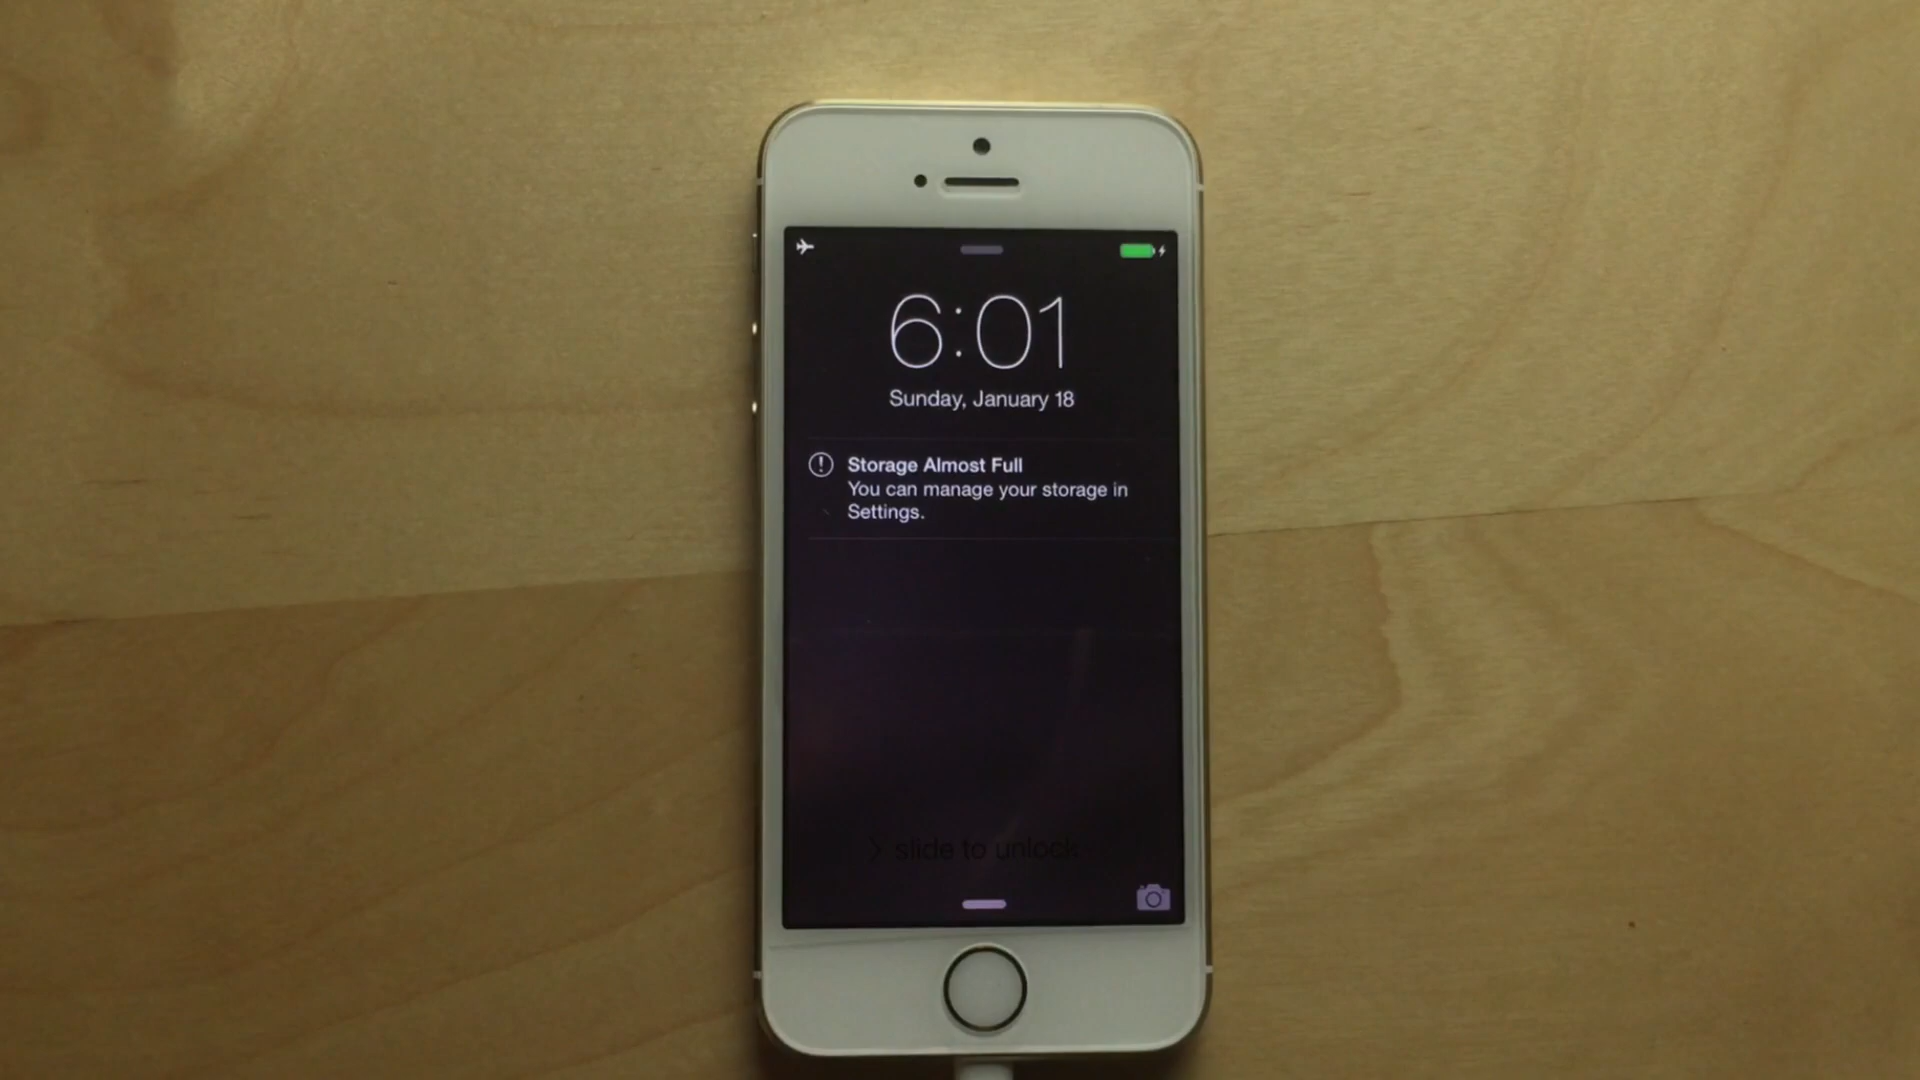 6:01
Sunday, January 18
Storage Almost Full
You can manage your storage in
Settings.
> slide to unlock